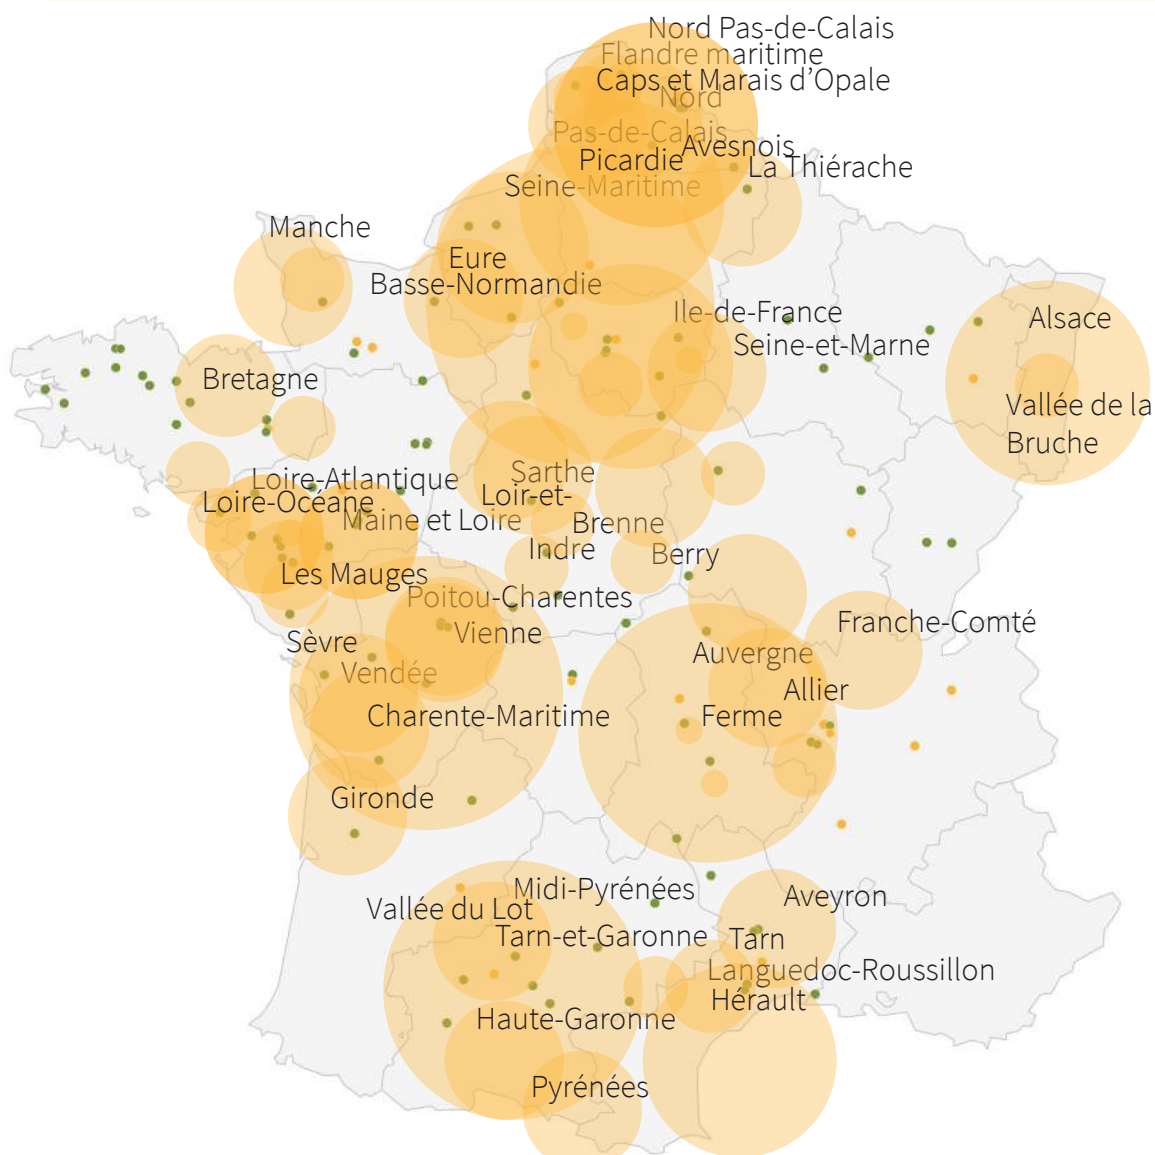 Nord Pas-de-Calais
Flandre maritime
Caps et Marais d'Opale
Nord
Pas-de-Calais
Avesnois
Picardie
La Thiérache
Seine-Maritime
Manche
Eure
Basse-Normandie
Ile-de-France
Alsace
Seine-et-Marne
Bretagne
Vallée de la
Bruche
Sarthe
Loire-Atlantique
Loir-et-
Loire-Océane
Maine et Loire
Brenne
Indre
Berry
Les Mauges
Poitou-Charentes
Franche-Comté
Vienne
Sèvre
Auvergne
Vendée
Allier
Charente-Maritime
Ferme
Gironde
Midi-Pyrénées
Aveyron
Vallée du Lot
Tarn-et-Garonne
Tarn
Languedoc-Roussillon
Hérault
Haute-Garonne
Pyrénées